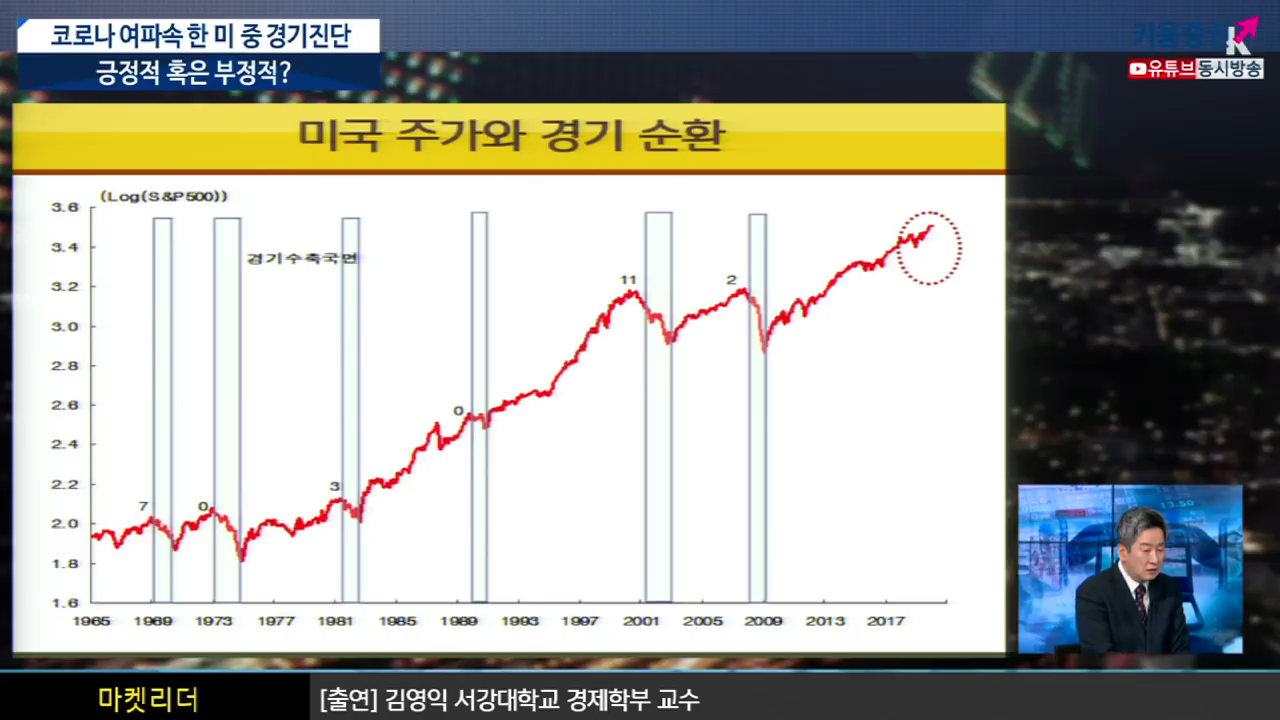 코로나 여파속 한 미 중 경기진단
긍정적 혹은 부정적?
유튜브 동시방송
미국 주가와 경기 순환
(Log(S&P500))
3.6
3.4
경기수축국면
3.2
11
2
3.0
2.8
2.6
0
2.4
2.2
3
7
0
2.0
1.8
1.6
1965 1969 1973 1977 1981 1985 1989 1993 1997 2001 2005 2009 2013 2017
13.50
마켓리더
[출연] 김영익 서강대학교 경제학부 교수